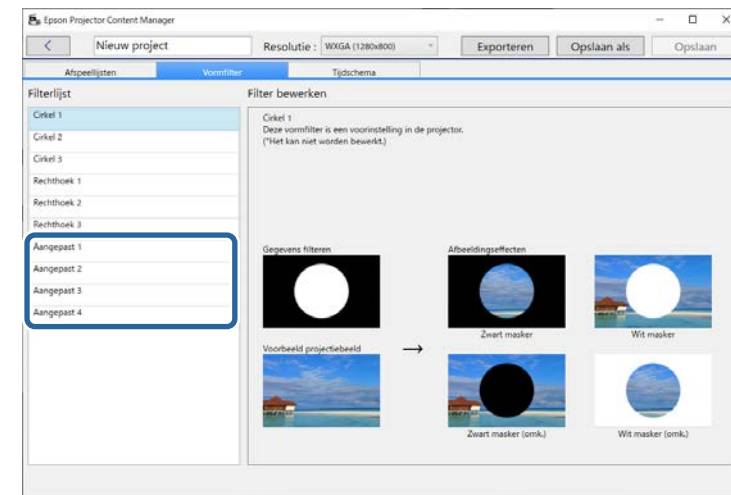 Epson Projector Content Manager
Nieuw project
Resolutie : WXGA (1280x800)
Exporteren
Opslaan als
Opslaan
Afspeellijsten
Vormfilter
Tijdschema
Filterlijst
Cirkel 1
Cirkel 2
Cirkel 3
Rechthoek 1
Rechthoek 2
Rechthoek 3
Aangepast 1
Aangepast 2
Aangepast 3
Aangepast 4
Filter bewerken
Cirkel 1
Deze vormfilter is een voorinstelling in de projector.
(*Het kan niet worden bewerkt.)
Gegevens filteren
Afbeeldingseffecten
Zwart masker
Wit masker
Voorbeeld projectiebeeld
→
Zwart masker (omk.)
Wit masker (omk.)